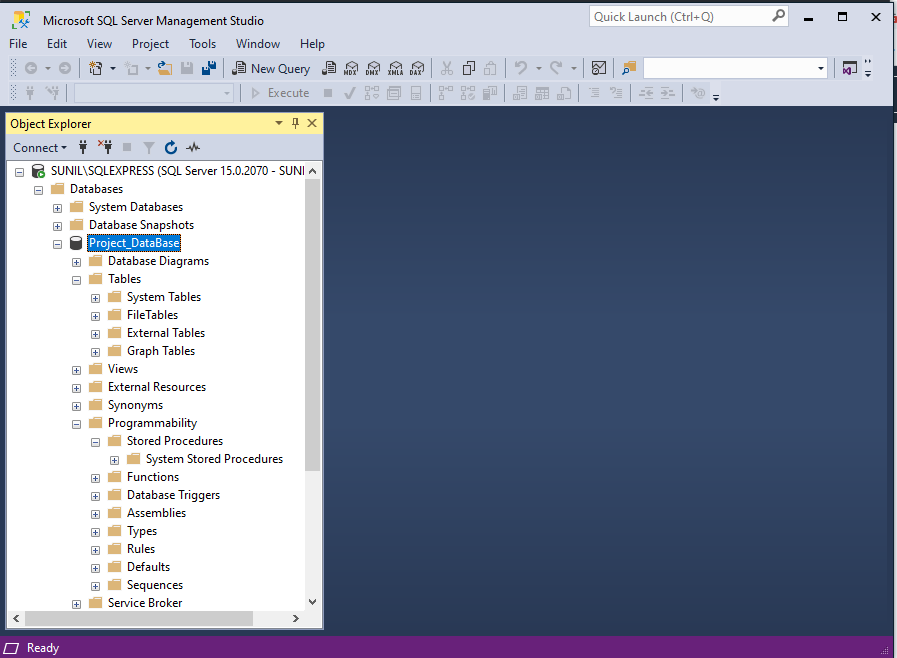 Microsoft SQL Server Management Studio
Quick Launch (Ctrl+Q)
File Edit View Project Tools Window Help
New Query MDX DMX XMLA DAX
Execute
Object Explorer
Connect
SUNIL\SQLEXPRESS (SQL Server 15.0.2070 - SUNI
Databases
System Databases
Database Snapshots
Project_DataBase
Database Diagrams
Tables
System Tables
FileTables
External Tables
Graph Tables
Views
External Resources
Synonyms
Programmability
Stored Procedures
System Stored Procedures
Functions
Database Triggers
Assemblies
Types
Rules
Defaults
Sequences
Service Broker
Ready